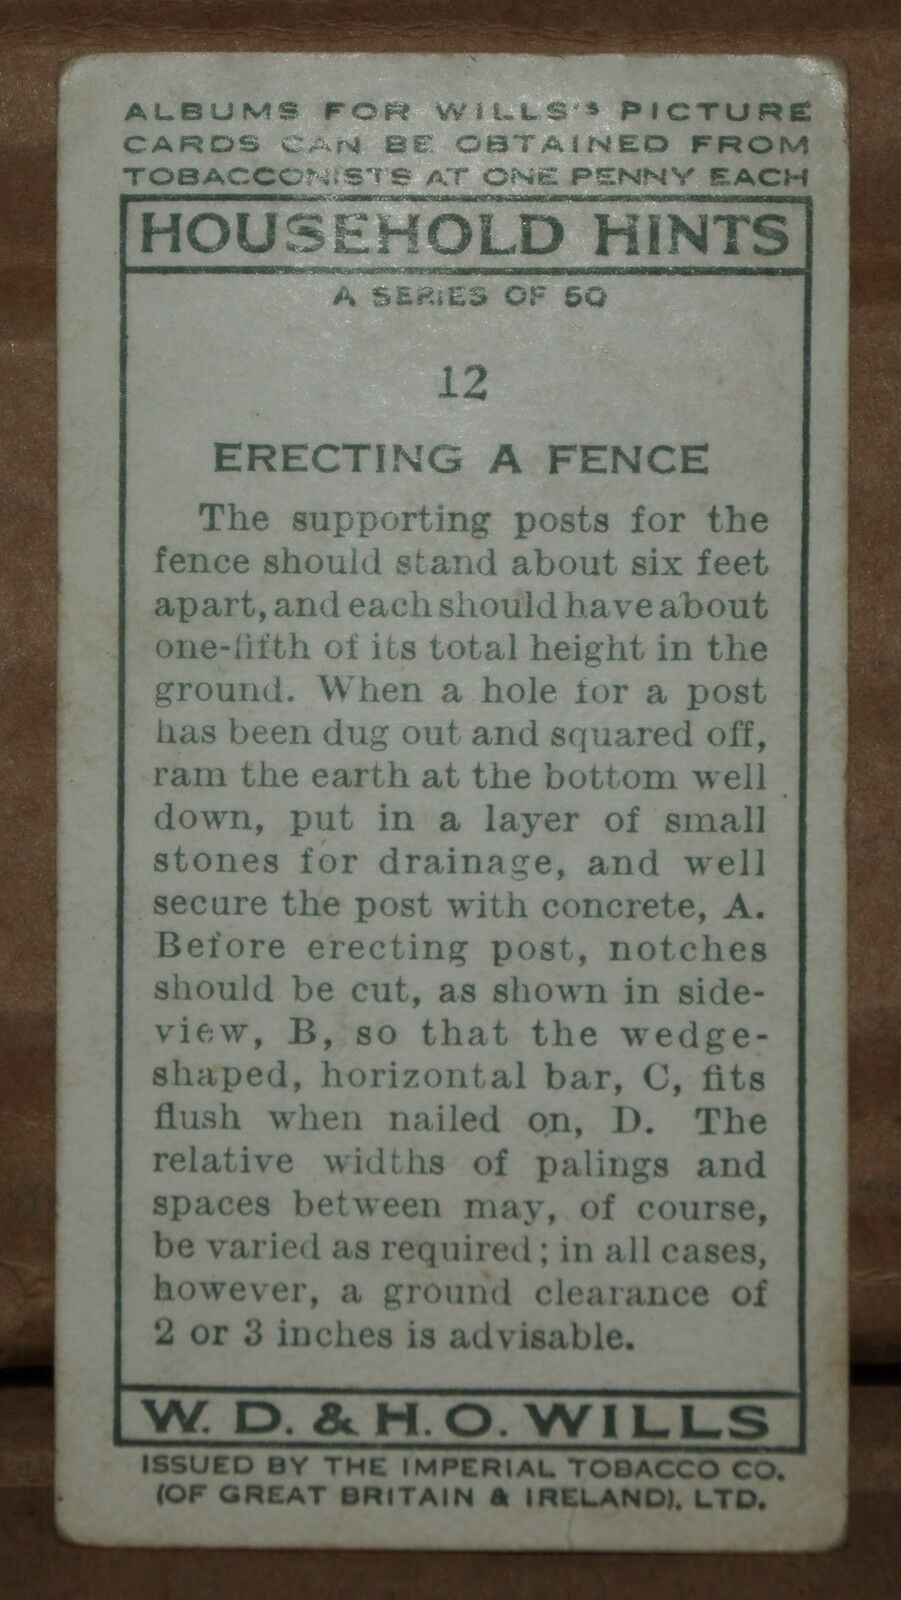 ALBUMS FOR WILLS'S PICTURE
CARDS CAN BE OBTAINED FROM
TOBACCONISTS AT ONE PENNY EACH
HOUSEHOLD HINTS
A SERIES OF 50
12
ERECTING A FENCE
The supporting posts for the
fence should stand about six feet
apart, and each should have about
one-fifth of its total height in the
ground. When a hole for a post
has been dug out and squared off,
ram the earth at the bottom well
down, put in a layer of small
stones for drainage, and well
secure the post with concrete, A.
Before erecting post, notches
should be cut, as shown in side-
view, B, so that the wedge-
shaped, horizontal bar, C, fits
flush when nailed on, D. The
relative widths of palings and
spaces between may, of course,
be varied as required; in all cases,
however, a ground clearance of
2 or 3 inches is advisable.
W. D. & H. O. WILLS
ISSUED BY THE IMPERIAL TOBACCO CO.
(OF GREAT BRITAIN & IRELAND), LTD.